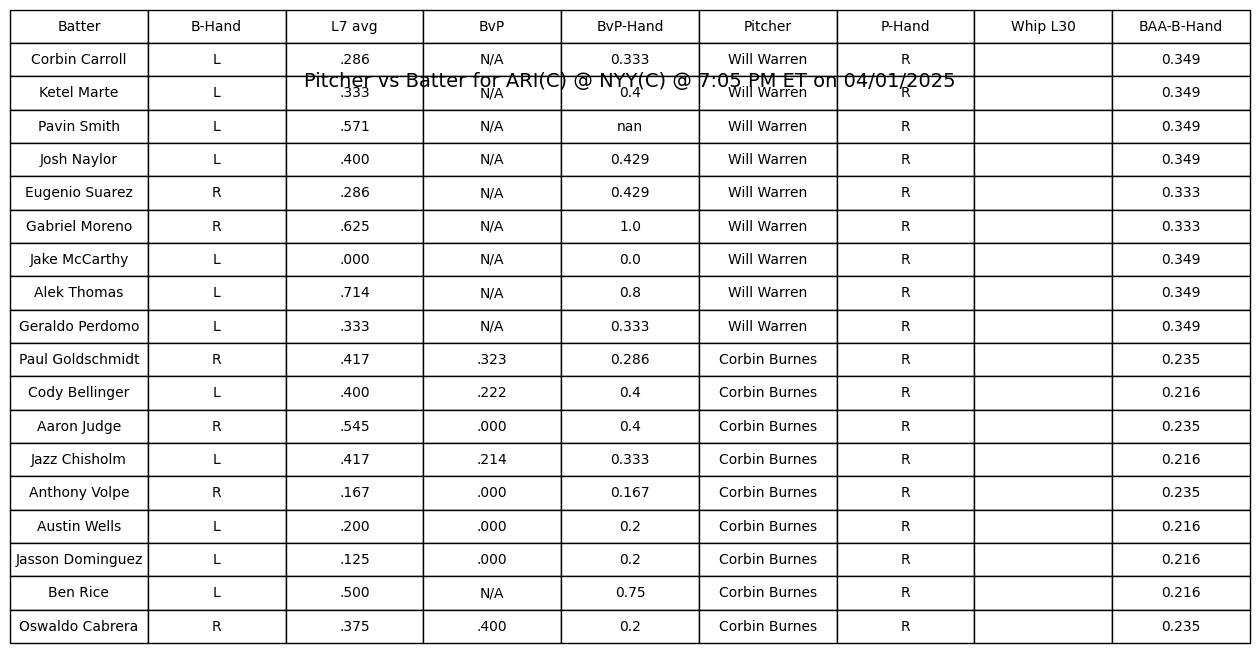 Batter B-Hand L7 avg BvP BvP-Hand Pitcher P-Hand Whip L30 BAA-B-Hand
Corbin Carroll L .286 N/A 0.333 Will Warren R 0.349
Pitcher vs Batter for ARI(C) @ NYY(C) @ 7:05 PM ET on 04/01/2025
Ketel Marte L .333 N/A 0.4 Will Warren R 0.349
Pavin Smith L .571 N/A nan Will Warren R 0.349
Josh Naylor L .400 N/A 0.429 Will Warren R 0.349
Eugenio Suarez R .286 N/A 0.429 Will Warren R 0.333
Gabriel Moreno R .625 N/A 1.0 Will Warren R 0.333
Jake McCarthy L .000 N/A 0.0 Will Warren R 0.349
Alek Thomas L .714 N/A 0.8 Will Warren R 0.349
Geraldo Perdomo L .333 N/A 0.333 Will Warren R 0.349
Paul Goldschmidt R .417 .323 0.286 Corbin Burnes R 0.235
Cody Bellinger L .400 .222 0.4 Corbin Burnes R 0.216
Aaron Judge R .545 .000 0.4 Corbin Burnes R 0.235
Jazz Chisholm L .417 .214 0.333 Corbin Burnes R 0.216
Anthony Volpe R .167 .000 0.167 Corbin Burnes R 0.235
Austin Wells L .200 .000 0.2 Corbin Burnes R 0.216
Jasson Dominguez L .125 .000 0.2 Corbin Burnes R 0.216
Ben Rice L .500 N/A 0.75 Corbin Burnes R 0.216
Oswaldo Cabrera R .375 .400 0.2 Corbin Burnes R 0.235